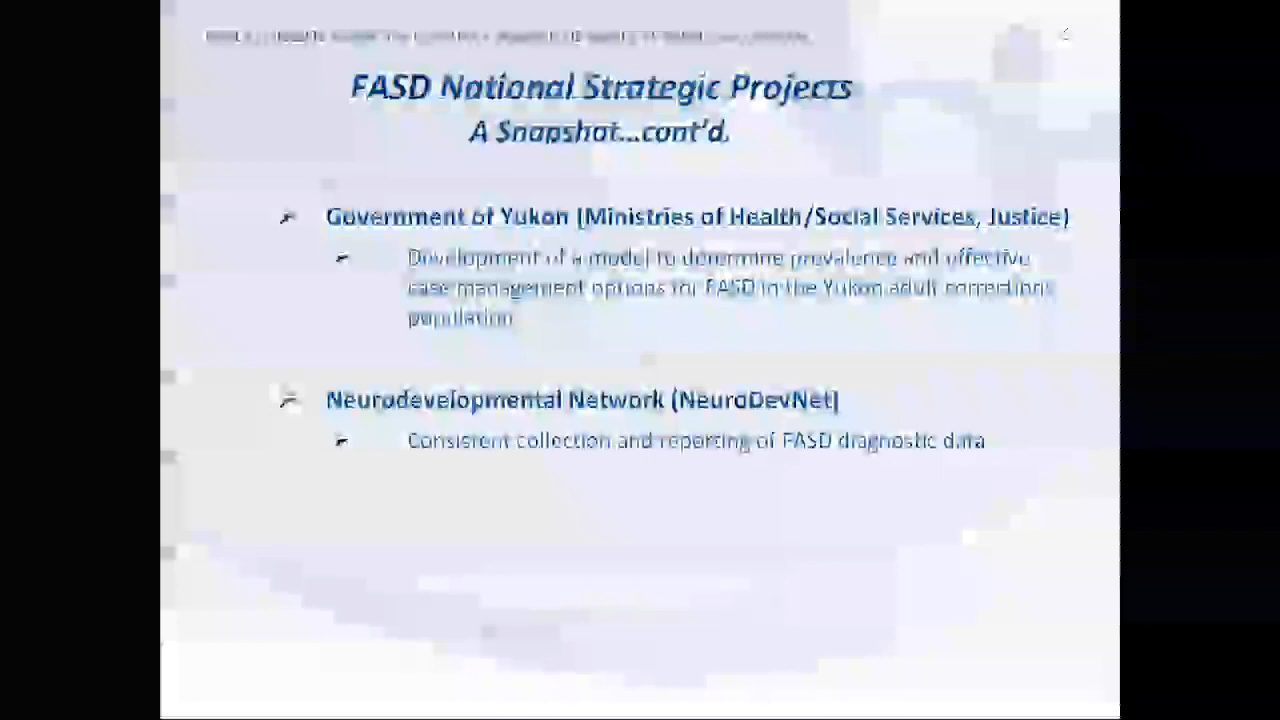 FASD National Strategic Projects
A Snapshot...cont'd.
Government of Yukon (Ministries of Health/Social Services, Justice)
Development of a model to determine prevalence and effective
case management options for FASD in the Yukon adult corrections
population
Neurodevelopmental Network (NeuroDevNet)
Consistent collection and reporting of FASD diagnostic data